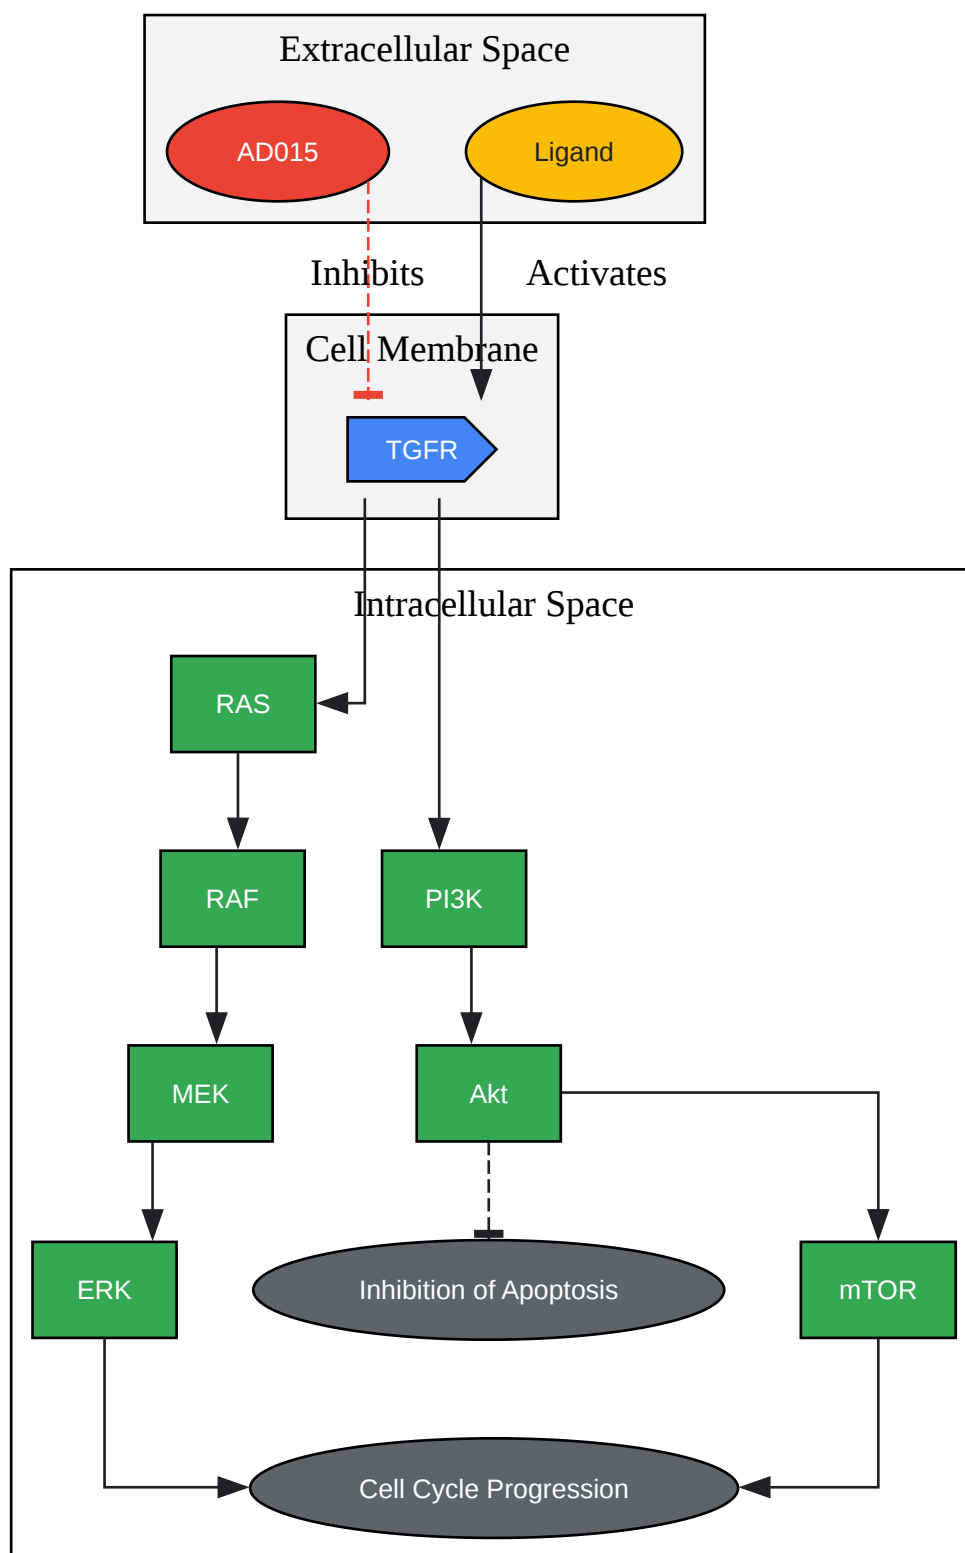 Extracellular Space
AD015
Ligand
Inhibits
Activates
Cell Membrane
TGFR
Intracellular Space
RAS
RAF
PI3K
MEK
Akt
ERK
Inhibition of Apoptosis
mTOR
Cell Cycle Progression